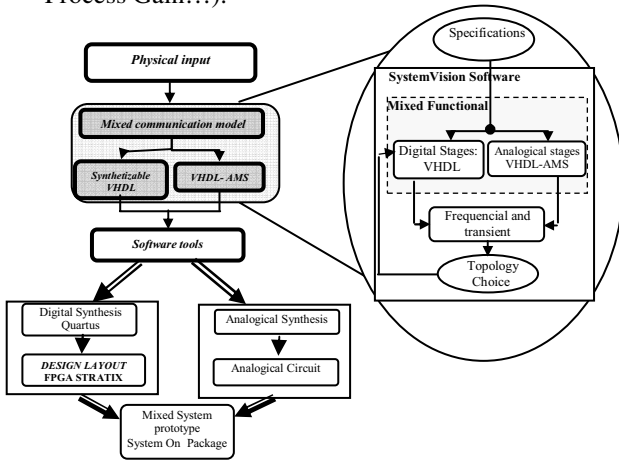 Process Gain…).
Physical input
Mixed communication model
Synthetizable
VHDL
VHDL- AMS
Software tools
Digital Synthesis
Quartus
DESIGN LAYOUT
FPGA STRATIX
Analogical Synthesis
Analogical Circuit
Mixed System
prototype
System On Package
Specifications
SystemVision Software
Mixed Functional
Digital Stages:
VHDL
Analogical stages
VHDL-AMS
Frequencial and
transient
Topology
Choice